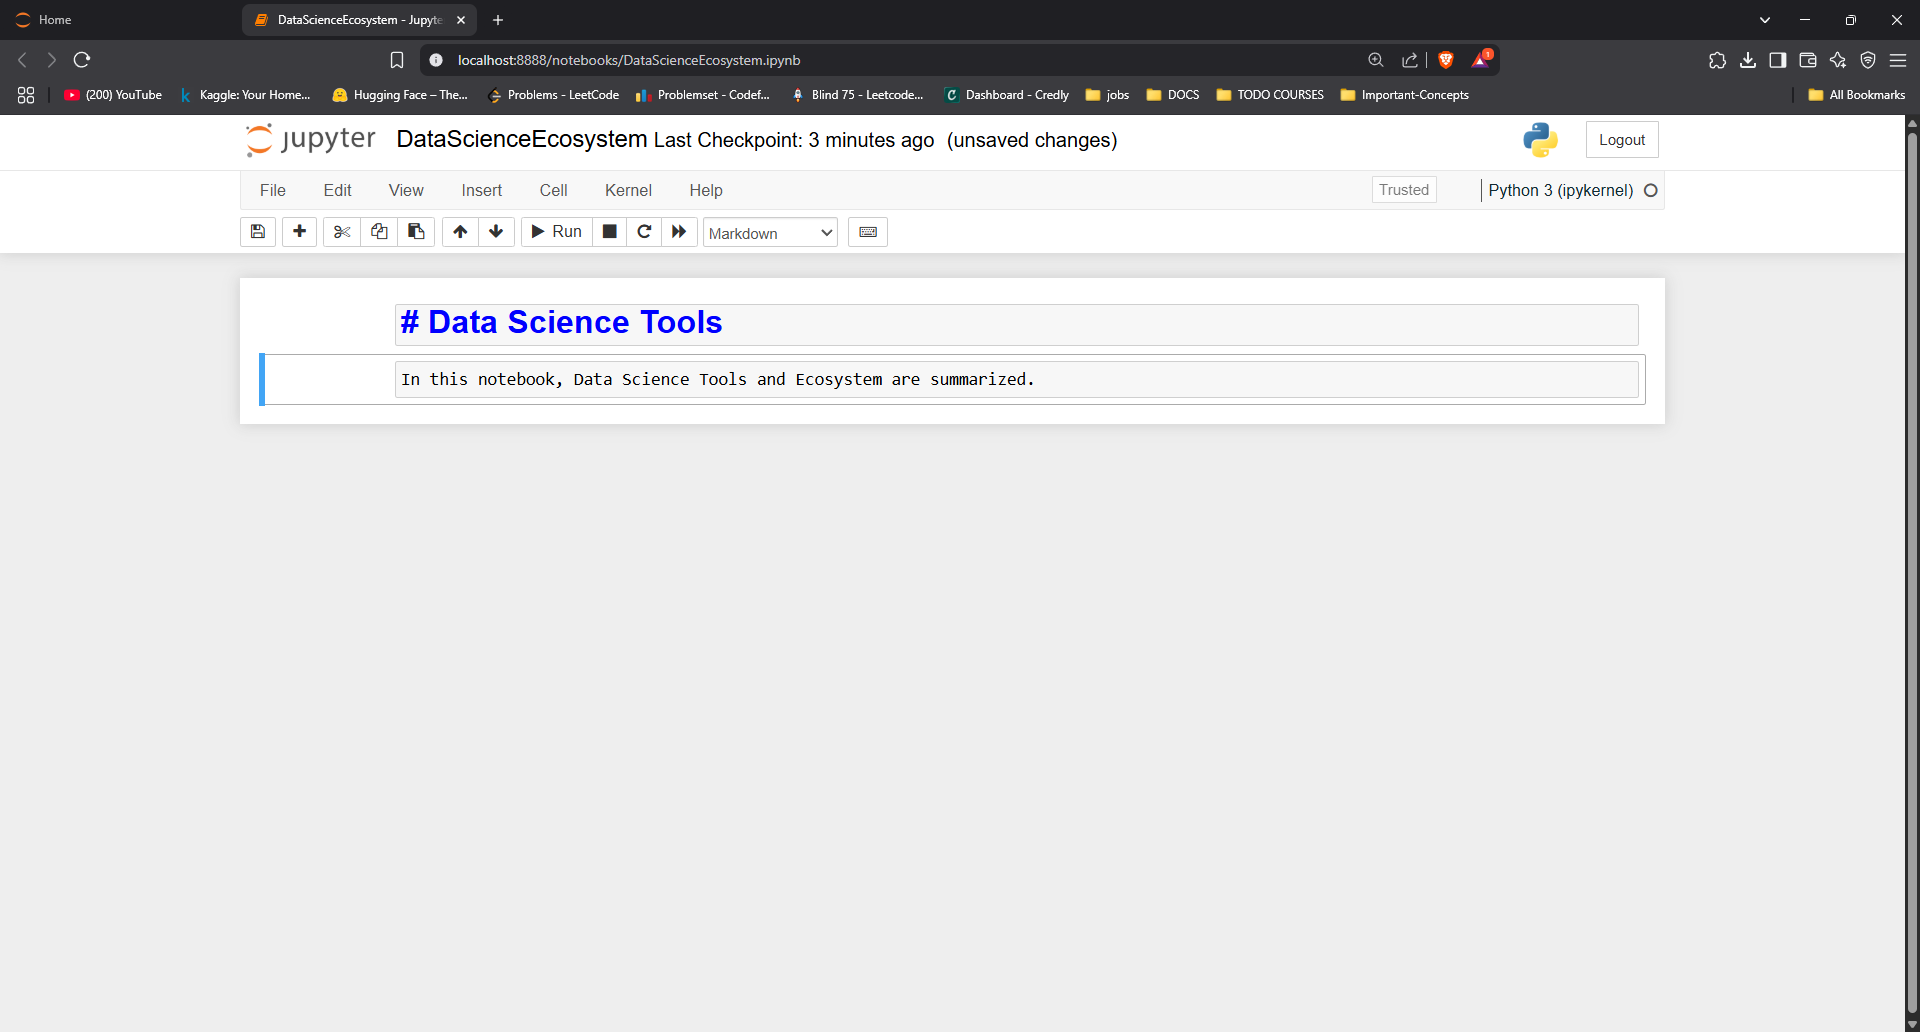 Home
DataScienceEcosystem - Jupyte
localhost:8888/notebooks/DataScienceEcosystem.ipynb
1
(200) YouTube
Kaggle: Your Home...
Hugging Face – The...
Problems - LeetCode
Problemset - Codef...
Blind 75 - Leetcode...
Dashboard - Credly
jobs
DOCS
TODO COURSES
Important-Concepts
All Bookmarks
jupyter DataScienceEcosystem Last Checkpoint: 3 minutes ago (unsaved changes)
Logout
File Edit View Insert Cell Kernel Help
Trusted
Python 3 (ipykernel)
Run
Markdown
# Data Science Tools
In this notebook, Data Science Tools and Ecosystem are summarized.